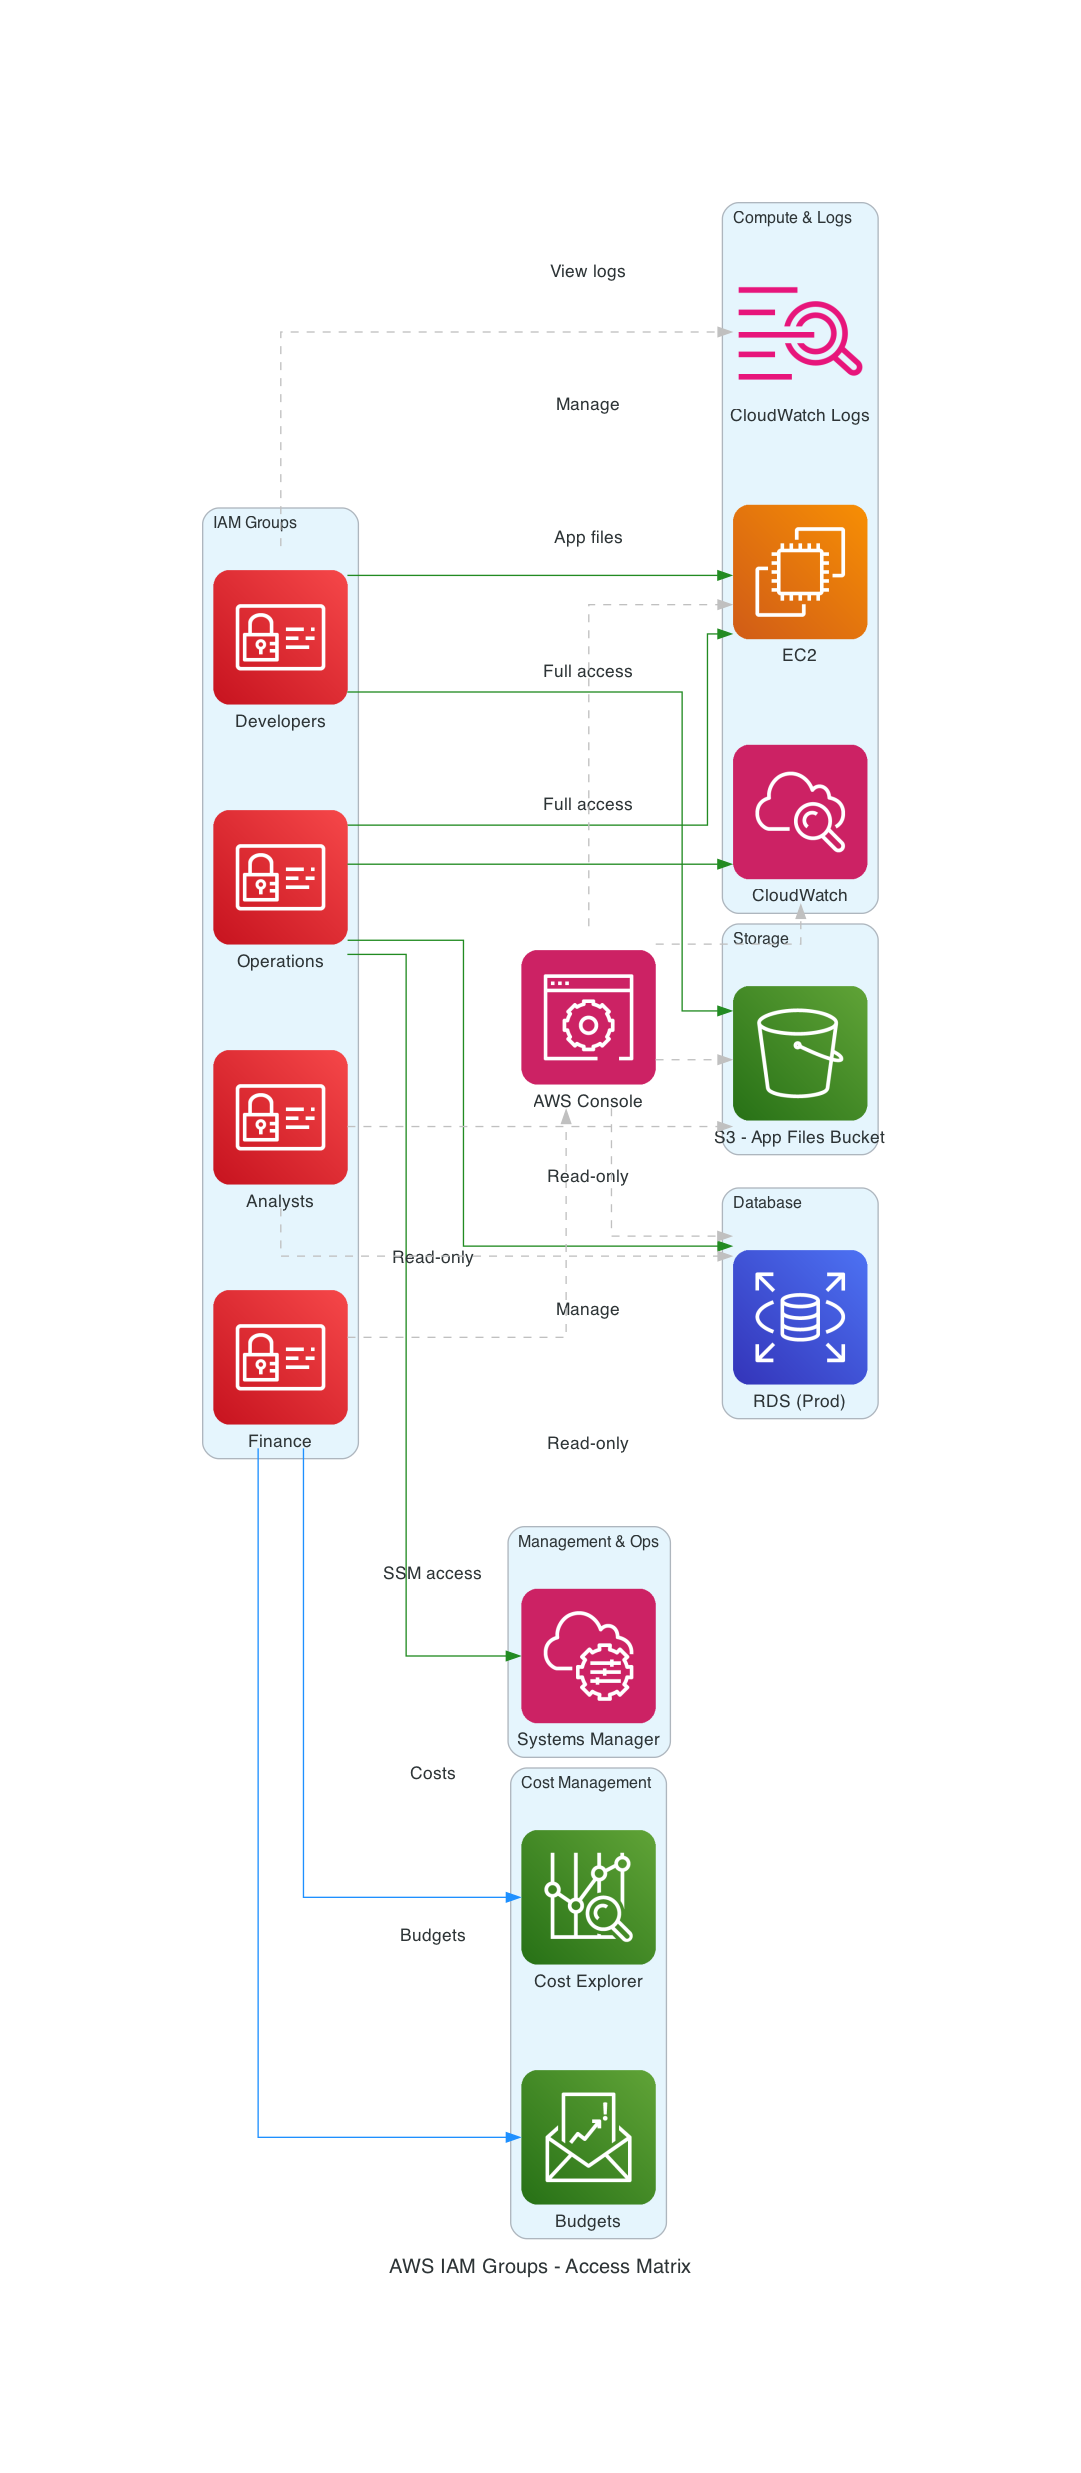 Compute & Logs
View logs
CloudWatch Logs
Manage
IAM Groups
App files
EC2
Full access
Developers
Full access
CloudWatch
Storage
Operations
AWS Console
S3 - App Files Bucket
Read-only
Analysts
Database
Read-only
Manage
RDS (Prod)
Finance
Read-only
Management & Ops
SSM access
Systems Manager
Costs
Cost Management
Budgets
Cost Explorer
Budgets
AWS IAM Groups - Access Matrix